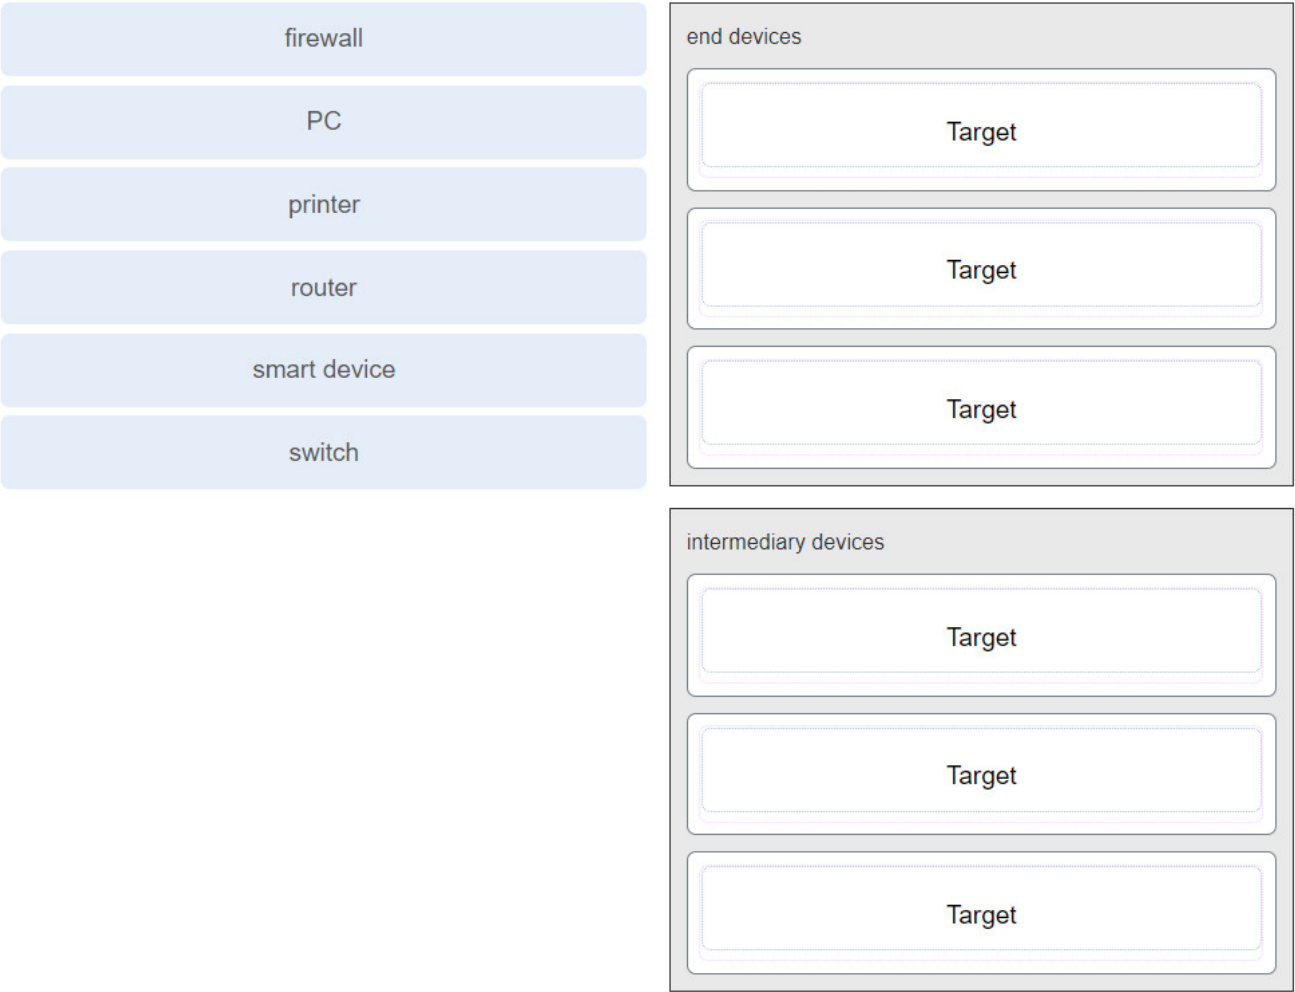 firewall
PC
printer
router
smart device
switch
end devices
Target
Target
Target
intermediary devices
Target
Target
Target